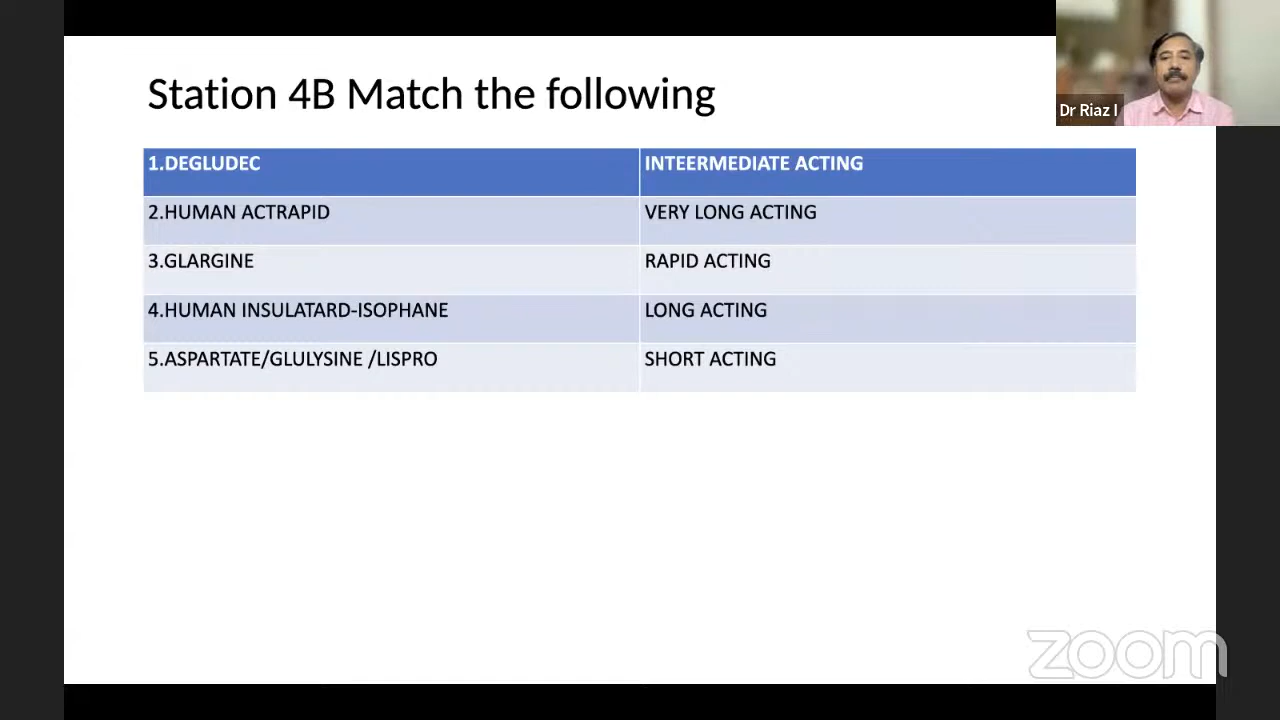 Station 4B Match the following
Dr Riaz I
1.DEGLUDEC INTEERMEDIATE ACTING
2.HUMAN ACTRAPID VERY LONG ACTING
3.GLARGINE RAPID ACTING
4.HUMAN INSULATARD-ISOPHANE LONG ACTING
5.ASPARTATE/GLULYSINE /LISPRO SHORT ACTING
zoom